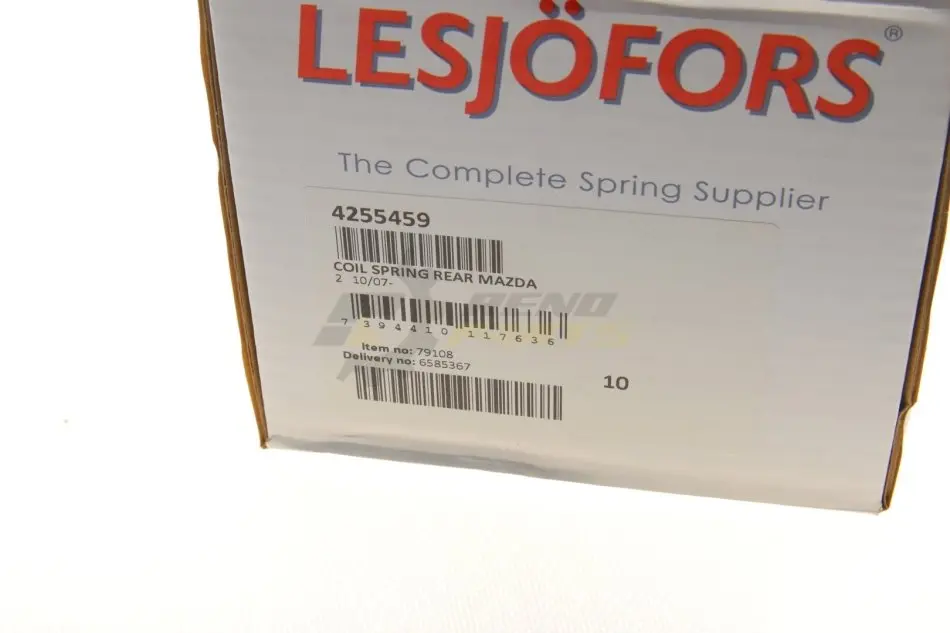 LESJÖFORS®
The Complete Spring Supplier
4255459
COIL SPRING REAR MAZDA
2 10/07-
7 394410 117636
Item no: 79108
Delivery no: 6585367
10